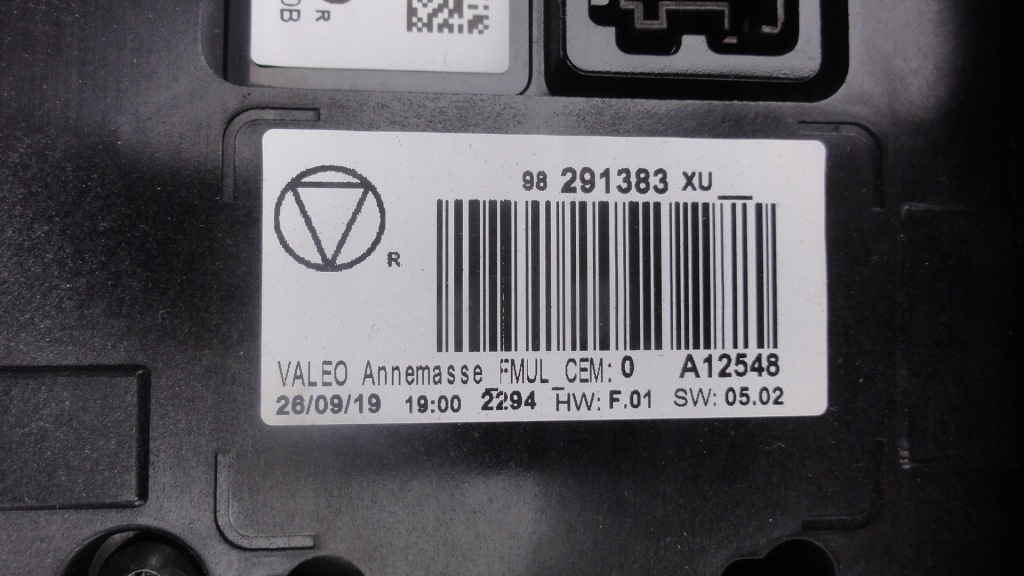 0B
R
98 291383 XU__
R
VALEO Annemasse FMUL_CEM: 0 A12548
26/09/19 19:00 2294 HW: F.01 SW: 05.02